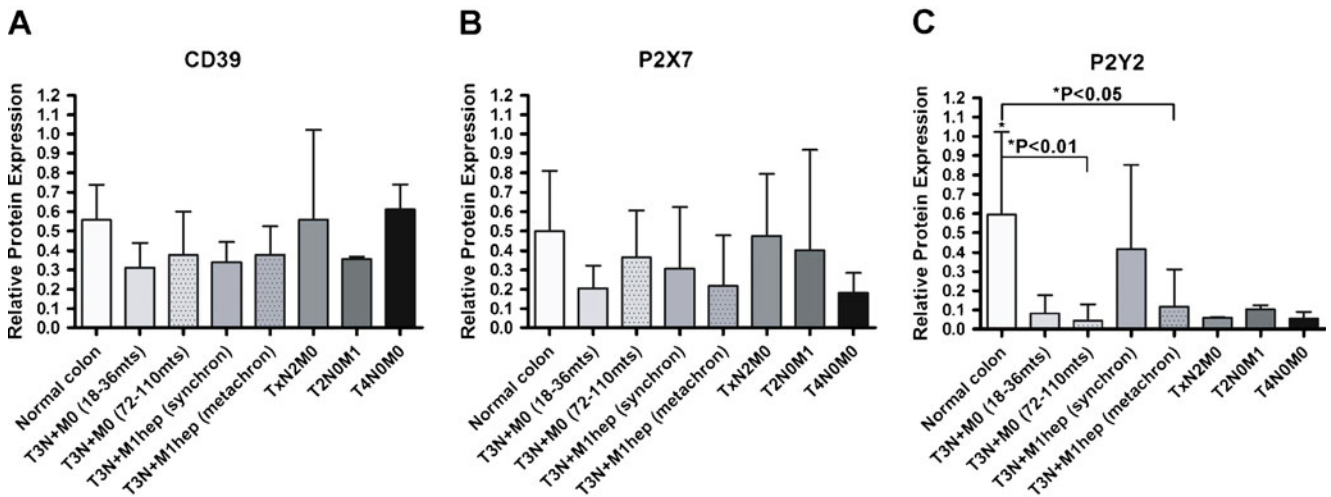 A
CD39
Relative Protein Expression
1.2
1.1
1.0
0.9
0.8
0.7
0.6
0.5
0.4
0.3
0.2
0.1
0.0
Normal colon
T3N+M0 (18-36mts)
T3N+M0 (72-110mts)
T3N+M1hep (synchron)
T3N+M1hep (metachron)
TxN2M0
T2N0M1
T4N0M0
B
P2X7
Relative Protein Expression
1.2
1.1
1.0
0.9
0.8
0.7
0.6
0.5
0.4
0.3
0.2
0.1
0.0
Normal colon
T3N+M0 (18-36mts)
T3N+M0 (72-110mts)
T3N+M1hep (synchron)
T3N+M1hep (metachron)
TxN2M0
T2N0M1
T4N0M0
C
P2Y2
Relative Protein Expression
1.2
1.1
1.0
0.9
0.8
0.7
0.6
0.5
0.4
0.3
0.2
0.1
0.0
*P<0.05
*
*P<0.01
Normal colon
T3N+M0 (18-36mts)
T3N+M0 (72-110mts)
T3N+M1hep (synchron)
T3N+M1hep (metachron)
TxN2M0
T2N0M1
T4N0M0